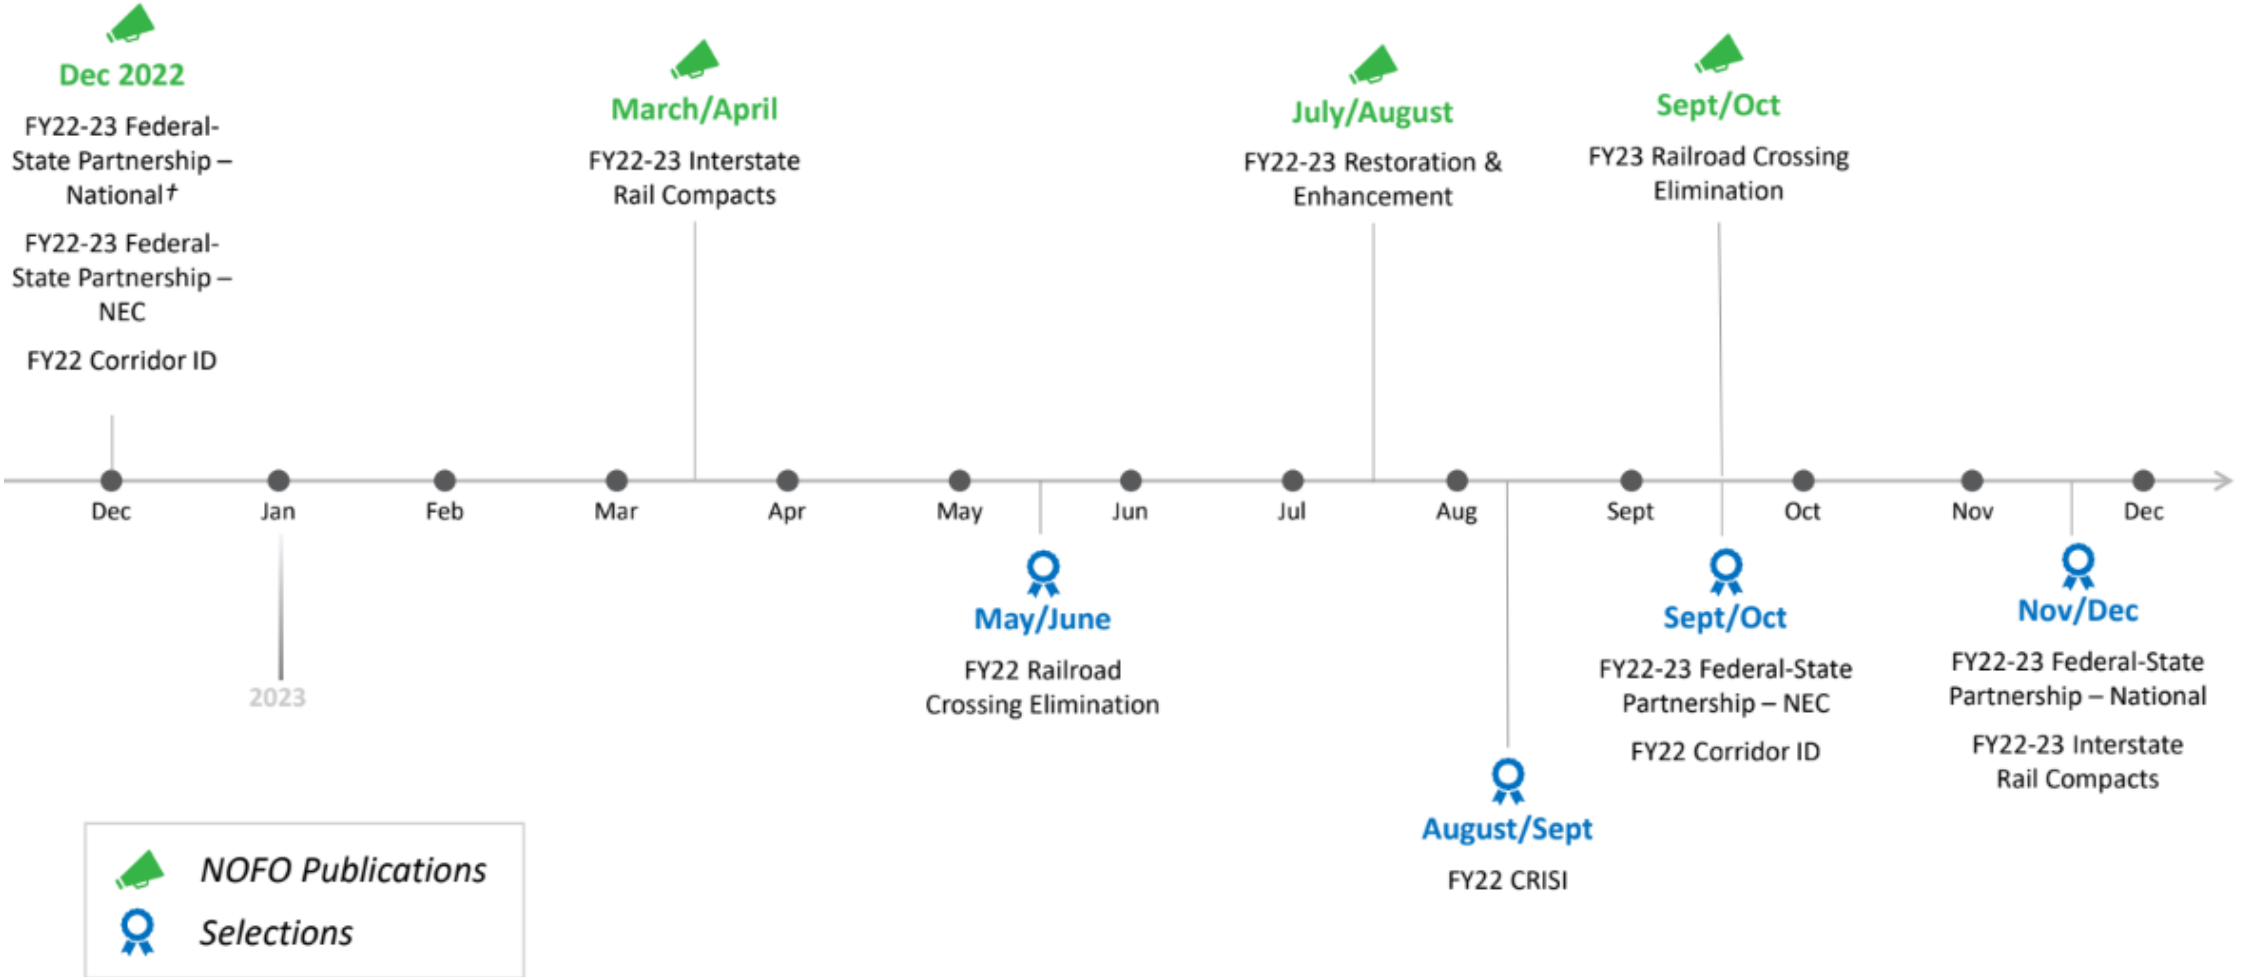 Dec 2022
FY22-23 Federal-
State Partnership –
National†
FY22-23 Federal-
State Partnership –
NEC
FY22 Corridor ID
March/April
FY22-23 Interstate
Rail Compacts
July/August
FY22-23 Restoration &
Enhancement
Sept/Oct
FY23 Railroad Crossing
Elimination
Dec
Jan
Feb
Mar
Apr
May
Jun
Jul
Aug
Sept
Oct
Nov
Dec
2023
May/June
FY22 Railroad
Crossing Elimination
August/Sept
FY22 CRISI
Sept/Oct
FY22-23 Federal-State
Partnership – NEC
FY22 Corridor ID
Nov/Dec
FY22-23 Federal-State
Partnership – National
FY22-23 Interstate
Rail Compacts
NOFO Publications
Selections